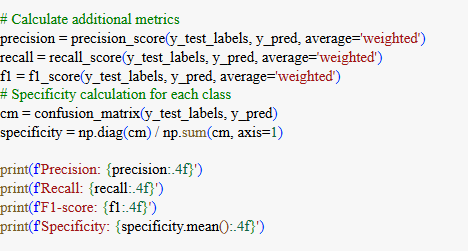 # Calculate additional metrics
precision = precision_score(y_test_labels, y_pred, average='weighted')
recall = recall_score(y_test_labels, y_pred, average='weighted')
f1 = f1_score(y_test_labels, y_pred, average='weighted')
# Specificity calculation for each class
cm = confusion_matrix(y_test_labels, y_pred)
specificity = np.diag(cm) / np.sum(cm, axis=1)

print(f'Precision: {precision:.4f}')
print(f'Recall: {recall:.4f}')
print(f'F1-score: {f1:.4f}')
print(f'Specificity: {specificity.mean():.4f}')